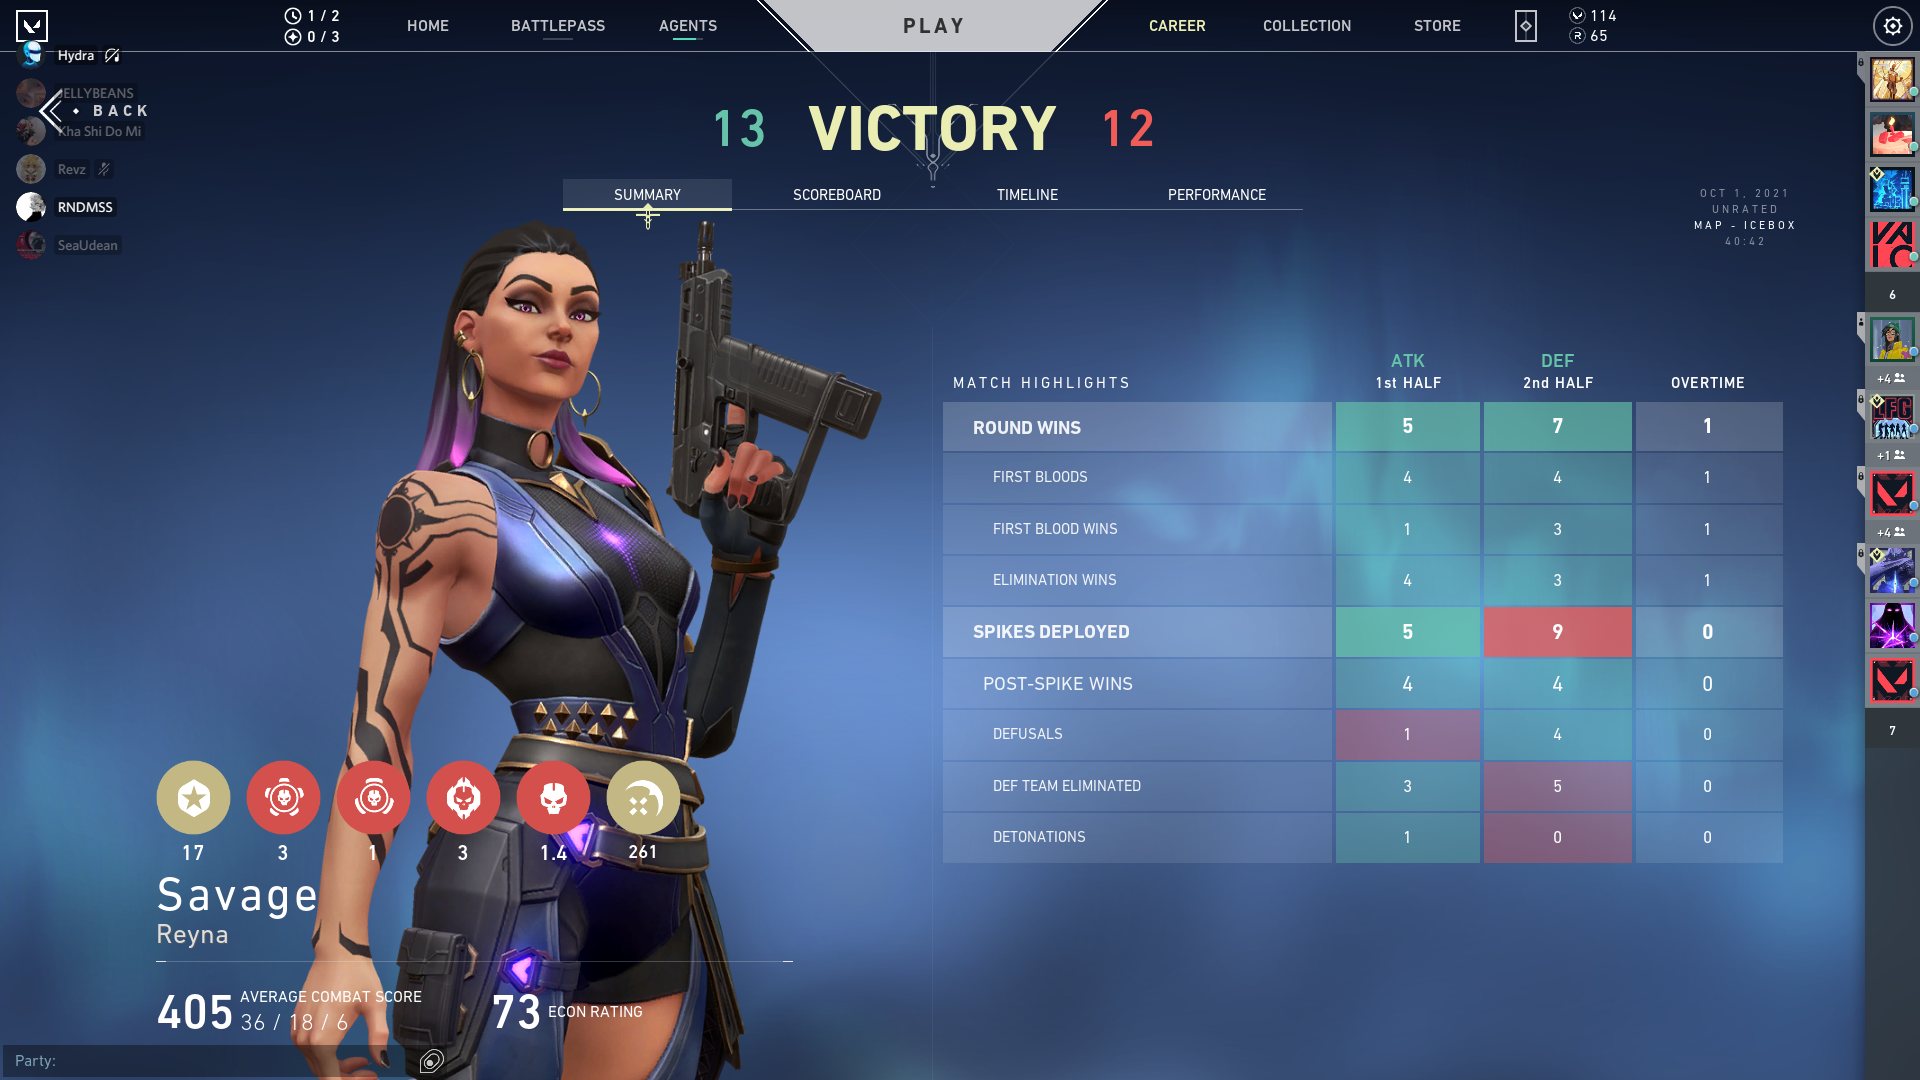 1 / 2
0 / 3
HOME
BATTLEPASS
AGENTS
PLAY
CAREER
COLLECTION
STORE
114
65
Hydra
JELLYBEANS
BACK
Kha Shi Do Mi
Revz
RNDMSS
SeaUdean
13 VICTORY 12
SUMMARY
SCOREBOARD
TIMELINE
PERFORMANCE
OCT 1, 2021
UNRATED
MAP - ICEBOX
40:42
ATK DEF
MATCH HIGHLIGHTS 1st HALF 2nd HALF OVERTIME
ROUND WINS 5 7 1
FIRST BLOODS 4 4 1
FIRST BLOOD WINS 1 3 1
ELIMINATION WINS 4 3 1
SPIKES DEPLOYED 5 9 0
POST-SPIKE WINS 4 4 0
DEFUSALS 1 4 0
DEF TEAM ELIMINATED 3 5 0
DETONATIONS 1 0 0
17 3 1 3 1.4 261
Savage
Reyna
405 AVERAGE COMBAT SCORE
36 / 18 / 6
73 ECON RATING
Party:
6
+4
LFG
+1
+4
7